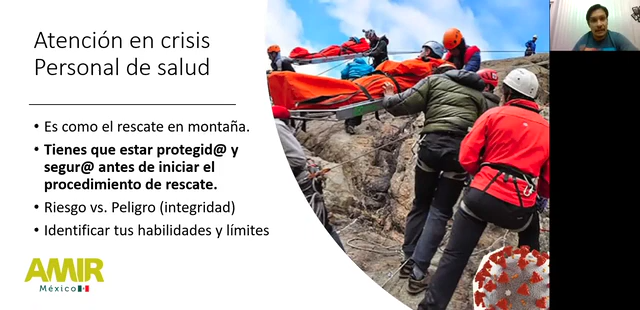 Atención en crisis
Personal de salud
• Es como el rescate en montaña.
• Tienes que estar protegid@ y
segur@ antes de iniciar el
procedimiento de rescate.
• Riesgo vs. Peligro (integridad)
• Identificar tus habilidades y límites
AMIR
México